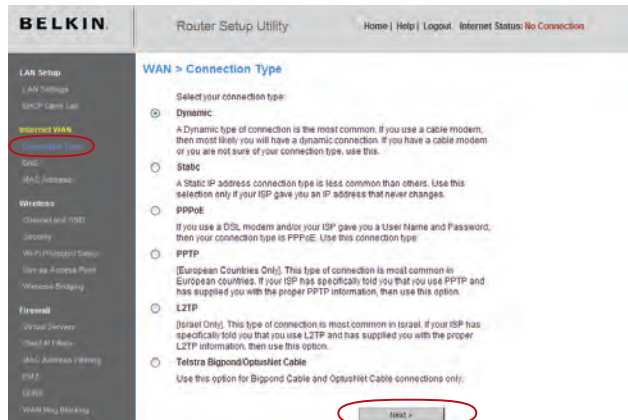 BELKIN.
Router Setup Utility
Home | Help | Logout Internet Status: No Connection
LAN Setup
LAN Settings
DHCP Client List
Internet WAN
Connection Type
DNS
MAC Address
Wireless
Channel and SSID
Security
Wi-Fi Protected Setup
Use as Access Point
Wireless Bridging
Firewall
Virtual Servers
Client IP Filters
MAC Address Filtering
DMZ
DDNS
WAN Ping Blocking
WAN > Connection Type
Select your connection type:
Dynamic
A Dynamic type of connection is the most common. If you use a cable modem,
then most likely you will have a dynamic connection. If you have a cable modem
or you are not sure of your connection type, use this.
Static
A Static IP address connection type is less common than others. Use this
selection only if your ISP gave you an IP address that never changes.
PPPoE
If you use a DSL modem and/or your ISP gave you a User Name and Password,
then your connection type is PPPoE. Use this connection type
PPTP
[European Countries Only]. This type of connection is most common in
European countries. If your ISP has specifically told you that you use PPTP and
has supplied you with the proper PPTP information, then use this option.
L2TP
[Israel Only]. This type of connection is most common in Israel. If your ISP has
specifically told you that you use L2TP and has supplied you with the proper
L2TP information, then use this option.
Telstra Bigpond/OptusNet Cable
Use this option for Bigpond Cable and OptusNet Cable connections only.
Next >